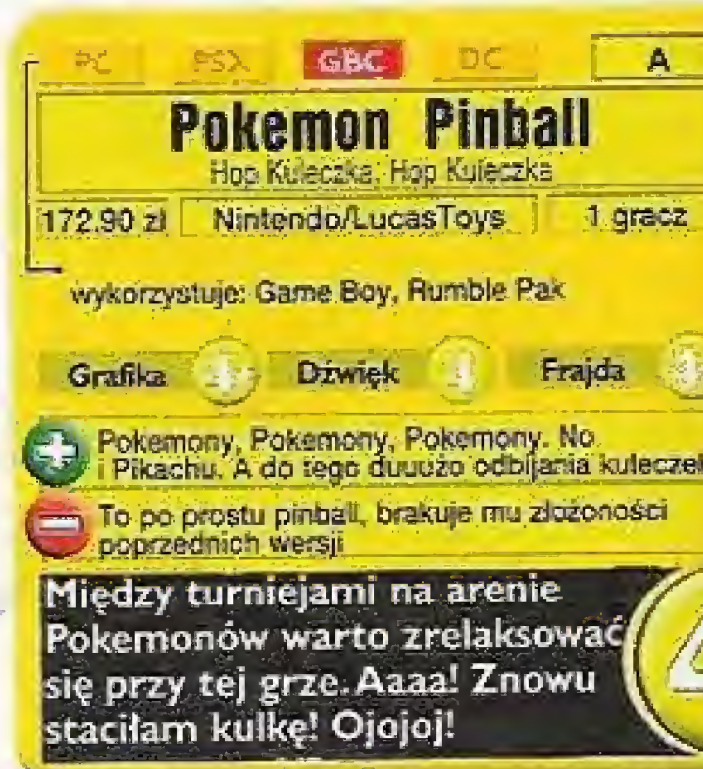 PC PSX GBC DC A
Pokemon Pinball
Hop Kuleczka, Hop Kuleczka
172.90 zł Nintendo/LucasToys 1 gracz
wykorzystuje: Game Boy, Rumble Pak
Grafika Dźwięk Frajda
Pokemony, Pokemony, Pokemony. No
i Pikachu. A do tego duuużo odbijania kuleczek
To po prostu pinball, brakuje mu złożoności
poprzednich wersji
Między turniejami na arenie
Pokemonów warto zrelaksować
się przy tej grze. Aaaa! Znowu
staciłam kulkę! Ojojoj!